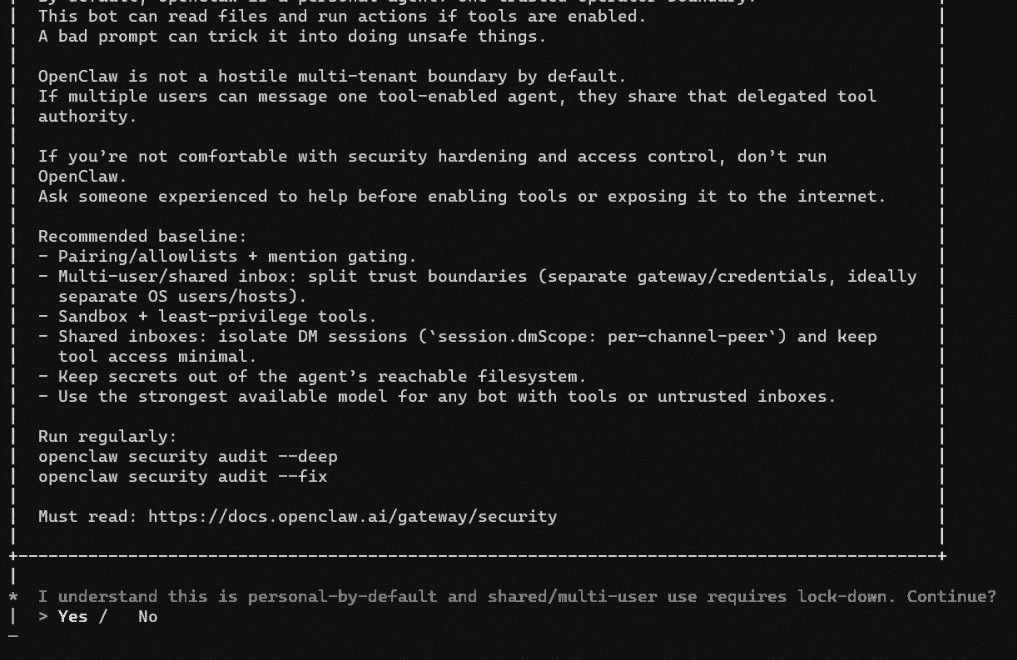 This bot can read files and run actions if tools are enabled.
A bad prompt can trick it into doing unsafe things.
OpenClaw is not a hostile multi-tenant boundary by default.
If multiple users can message one tool-enabled agent, they share that delegated tool
authority.
If you’re not comfortable with security hardening and access control, don’t run
OpenClaw.
Ask someone experienced to help before enabling tools or exposing it to the internet.
Recommended baseline:
- Pairing/allowlists + mention gating.
- Multi-user/shared inbox: split trust boundaries (separate gateway/credentials, ideally
separate OS users/hosts).
- Sandbox + least-privilege tools.
- Shared inboxes: isolate DM sessions (`session.dmScope: per-channel-peer`) and keep
tool access minimal.
- Keep secrets out of the agent’s reachable filesystem.
- Use the strongest available model for any bot with tools or untrusted inboxes.
Run regularly:
openclaw security audit --deep
openclaw security audit --fix
Must read: https://docs.openclaw.ai/gateway/security
* I understand this is personal-by-default and shared/multi-user use requires lock-down. Continue?
> Yes / No